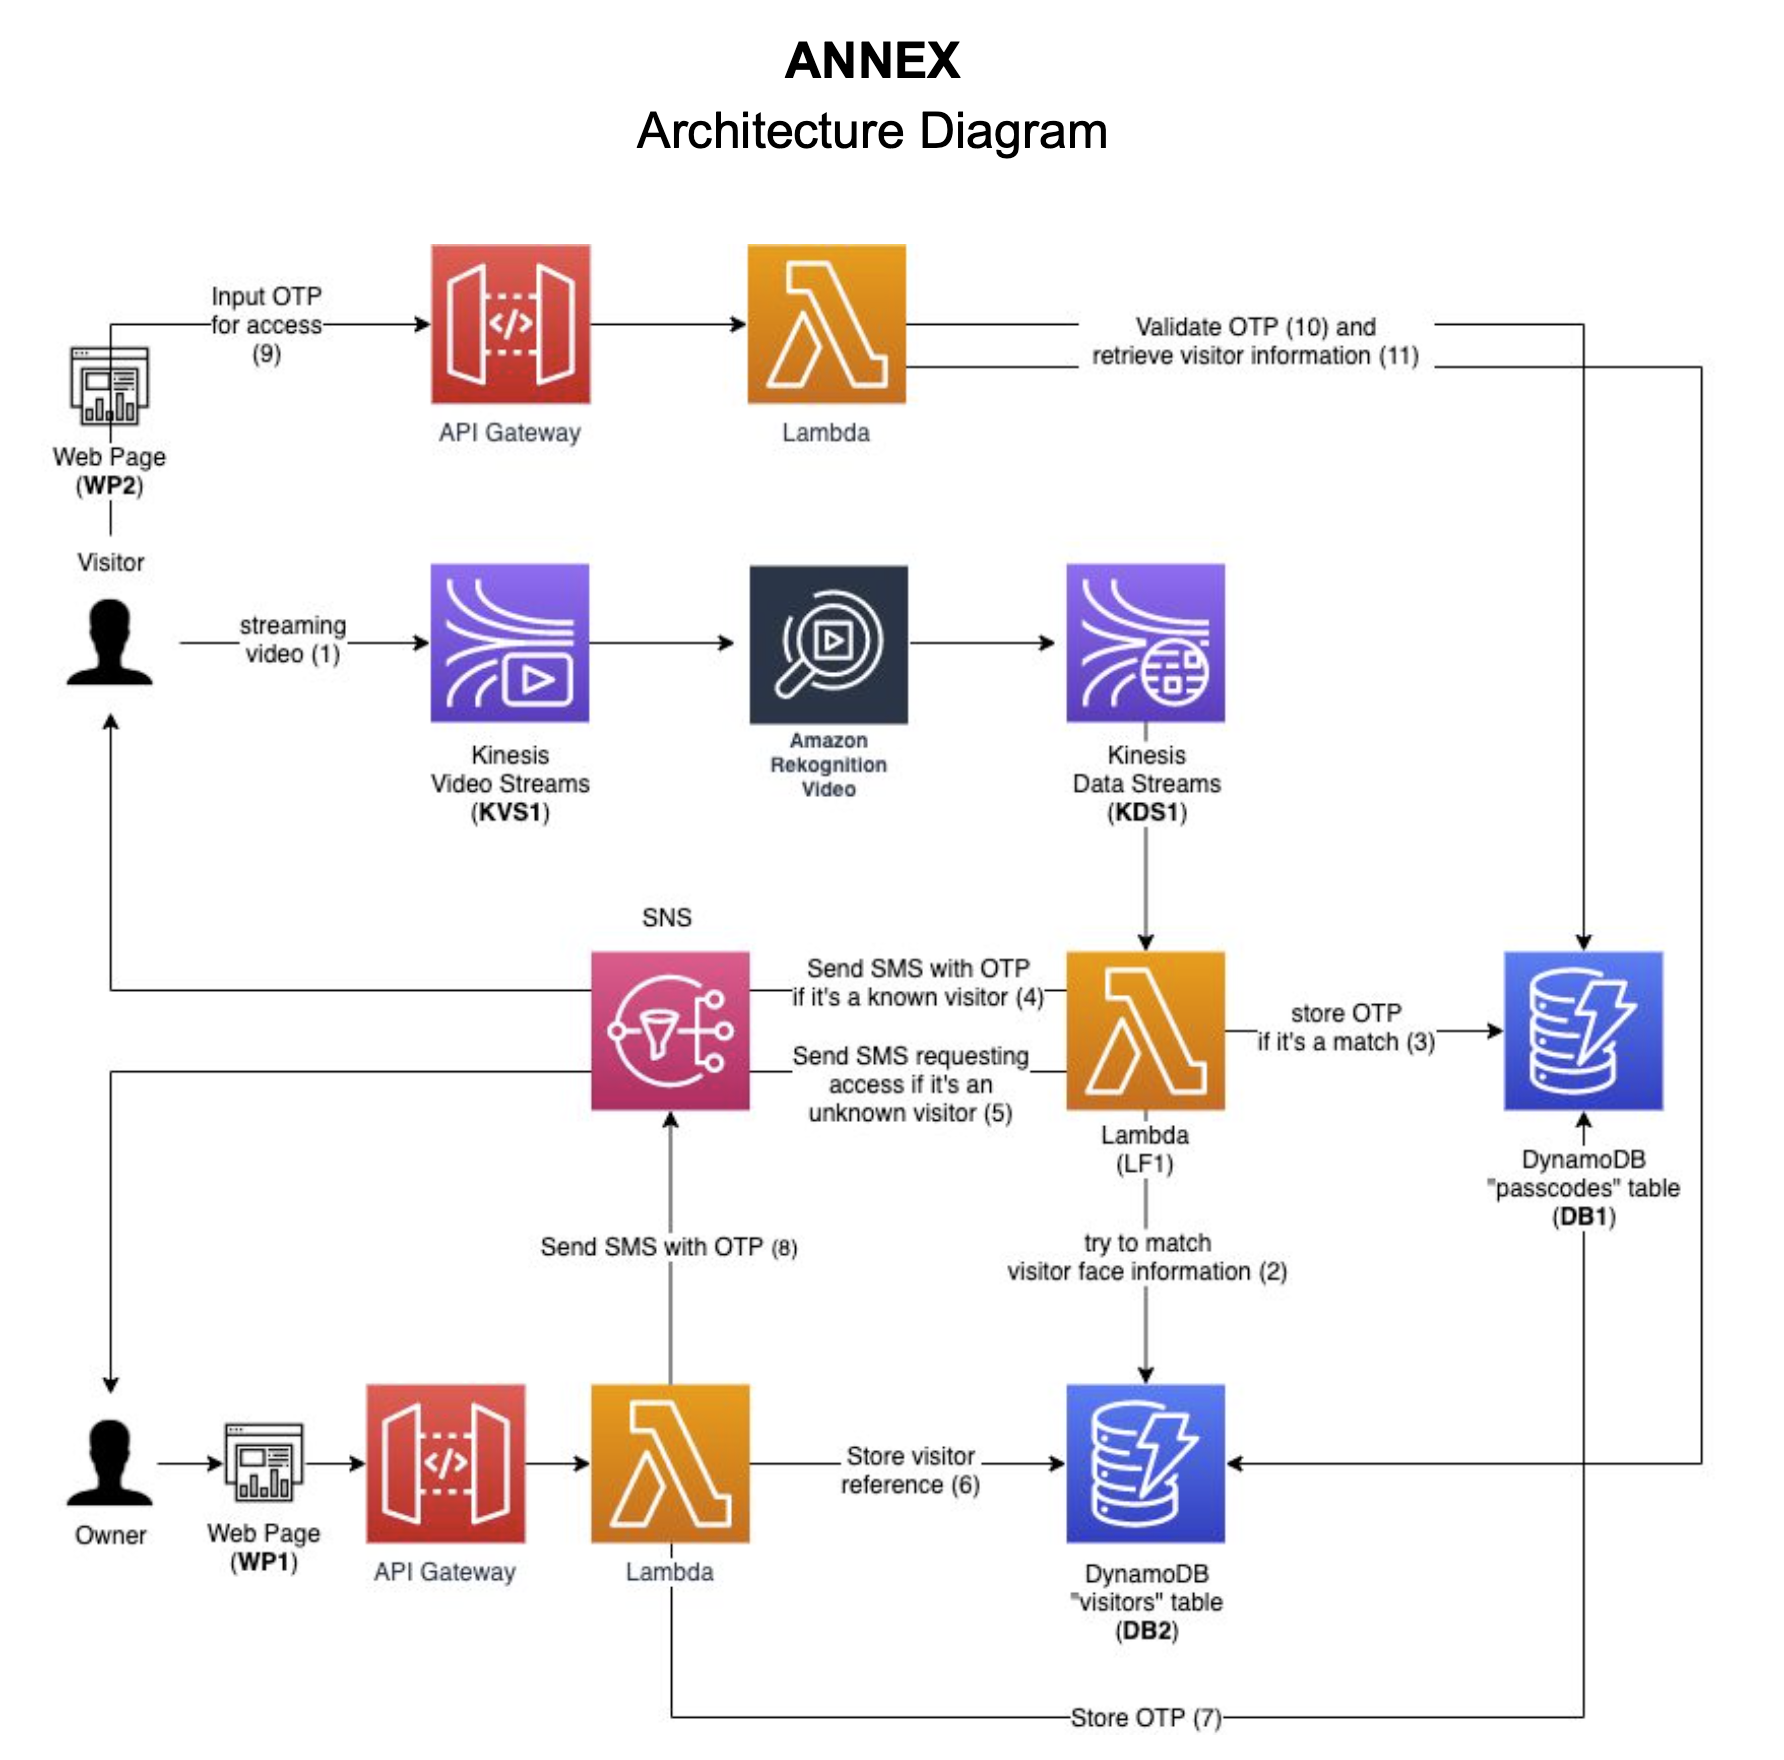 ANNEX
Architecture Diagram
Input OTP
for access
(9)
Validate OTP (10) and
retrieve visitor information (11)
API Gateway
Lambda
Web Page
(WP2)
Visitor
streaming
video (1)
Kinesis
Video Streams
(KVS1)
Amazon
Rekognition
Video
Kinesis
Data Streams
(KDS1)
SNS
Send SMS with OTP
if it's a known visitor (4)
Send SMS requesting
access if it's an
unknown visitor (5)
store OTP
if it's a match (3)
Lambda
(LF1)
DynamoDB
"passcodes" table
(DB1)
Send SMS with OTP (8)
try to match
visitor face information (2)
Store visitor
reference (6)
Owner
Web Page
(WP1)
API Gateway
Lambda
DynamoDB
"visitors" table
(DB2)
Store OTP (7)